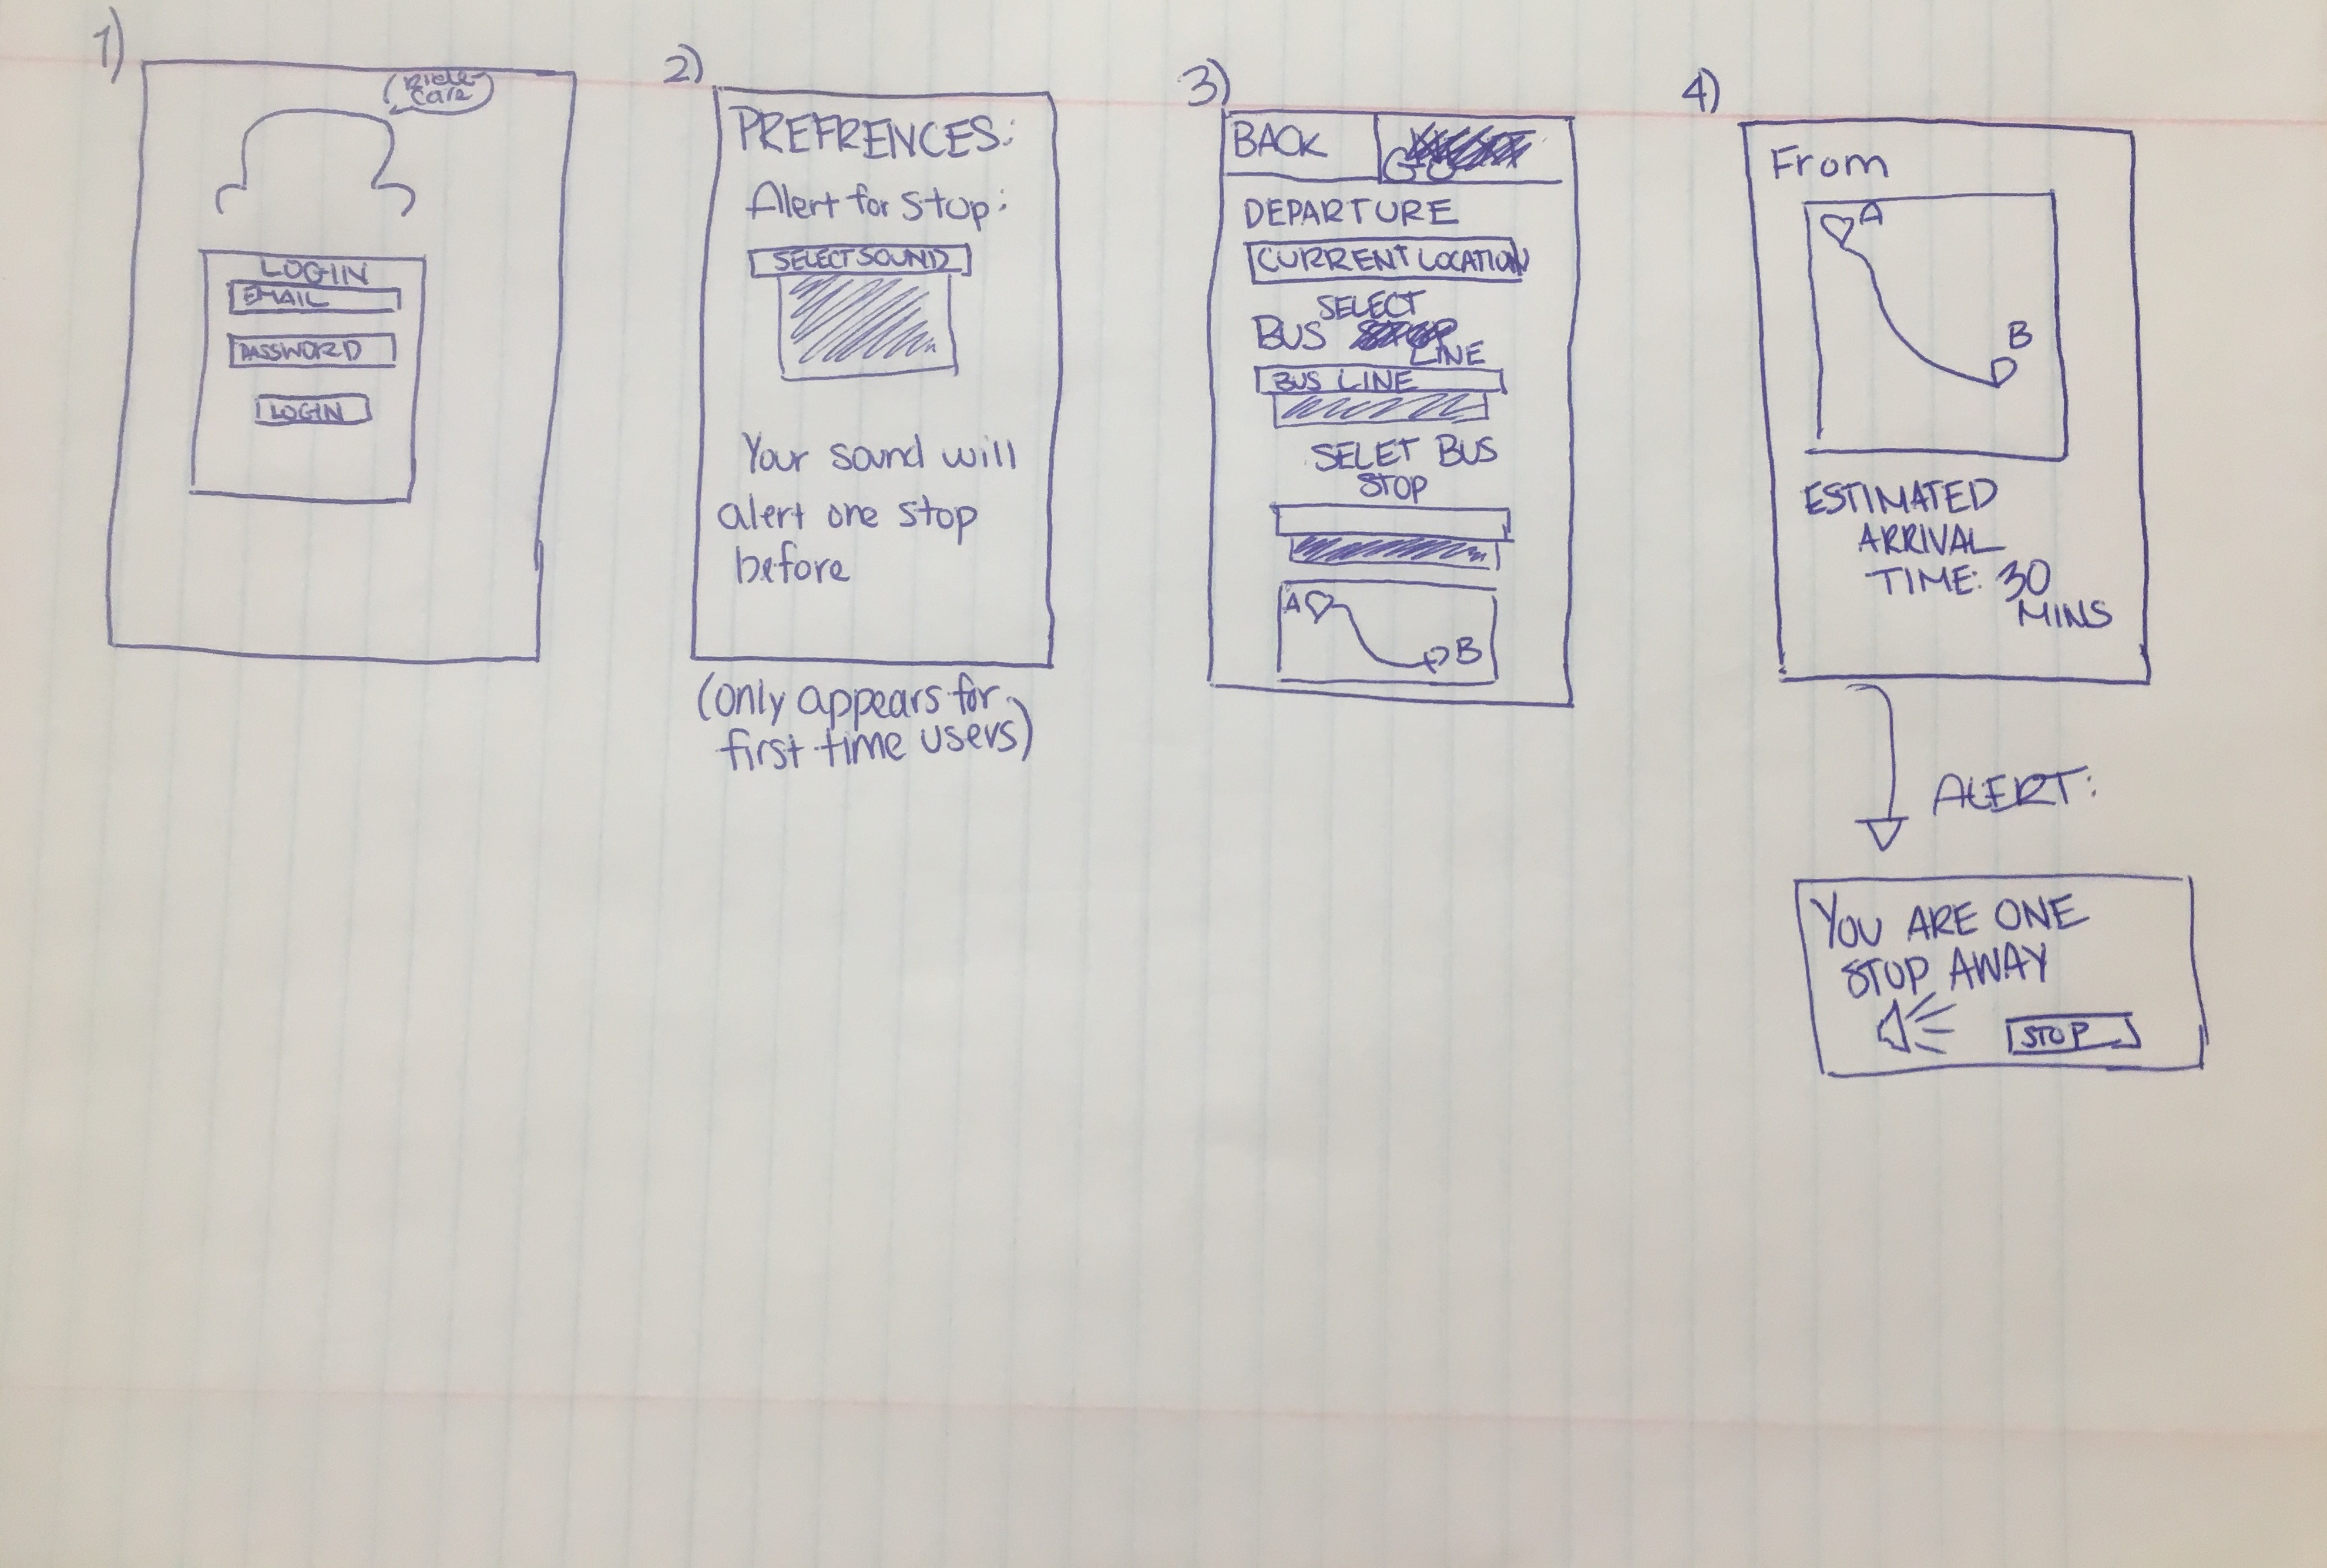 1)
Ride
Care
LOGIN
EMAIL
PASSWORD
LOGIN
2)
PREFRENCES:
Alert for stop:
SELECT SOUND
Your sound will
alert one stop
before
(only appears for
first time users)
3)
BACK GO
DEPARTURE
CURRENT LOCATION
SELECT
BUS STOP
LINE
BUS LINE
SELET BUS
STOP
A
B
4)
From
A
B
ESTIMATED
ARRIVAL
TIME: 30
MINS
ALERT:
YOU ARE ONE
STOP AWAY
STOP